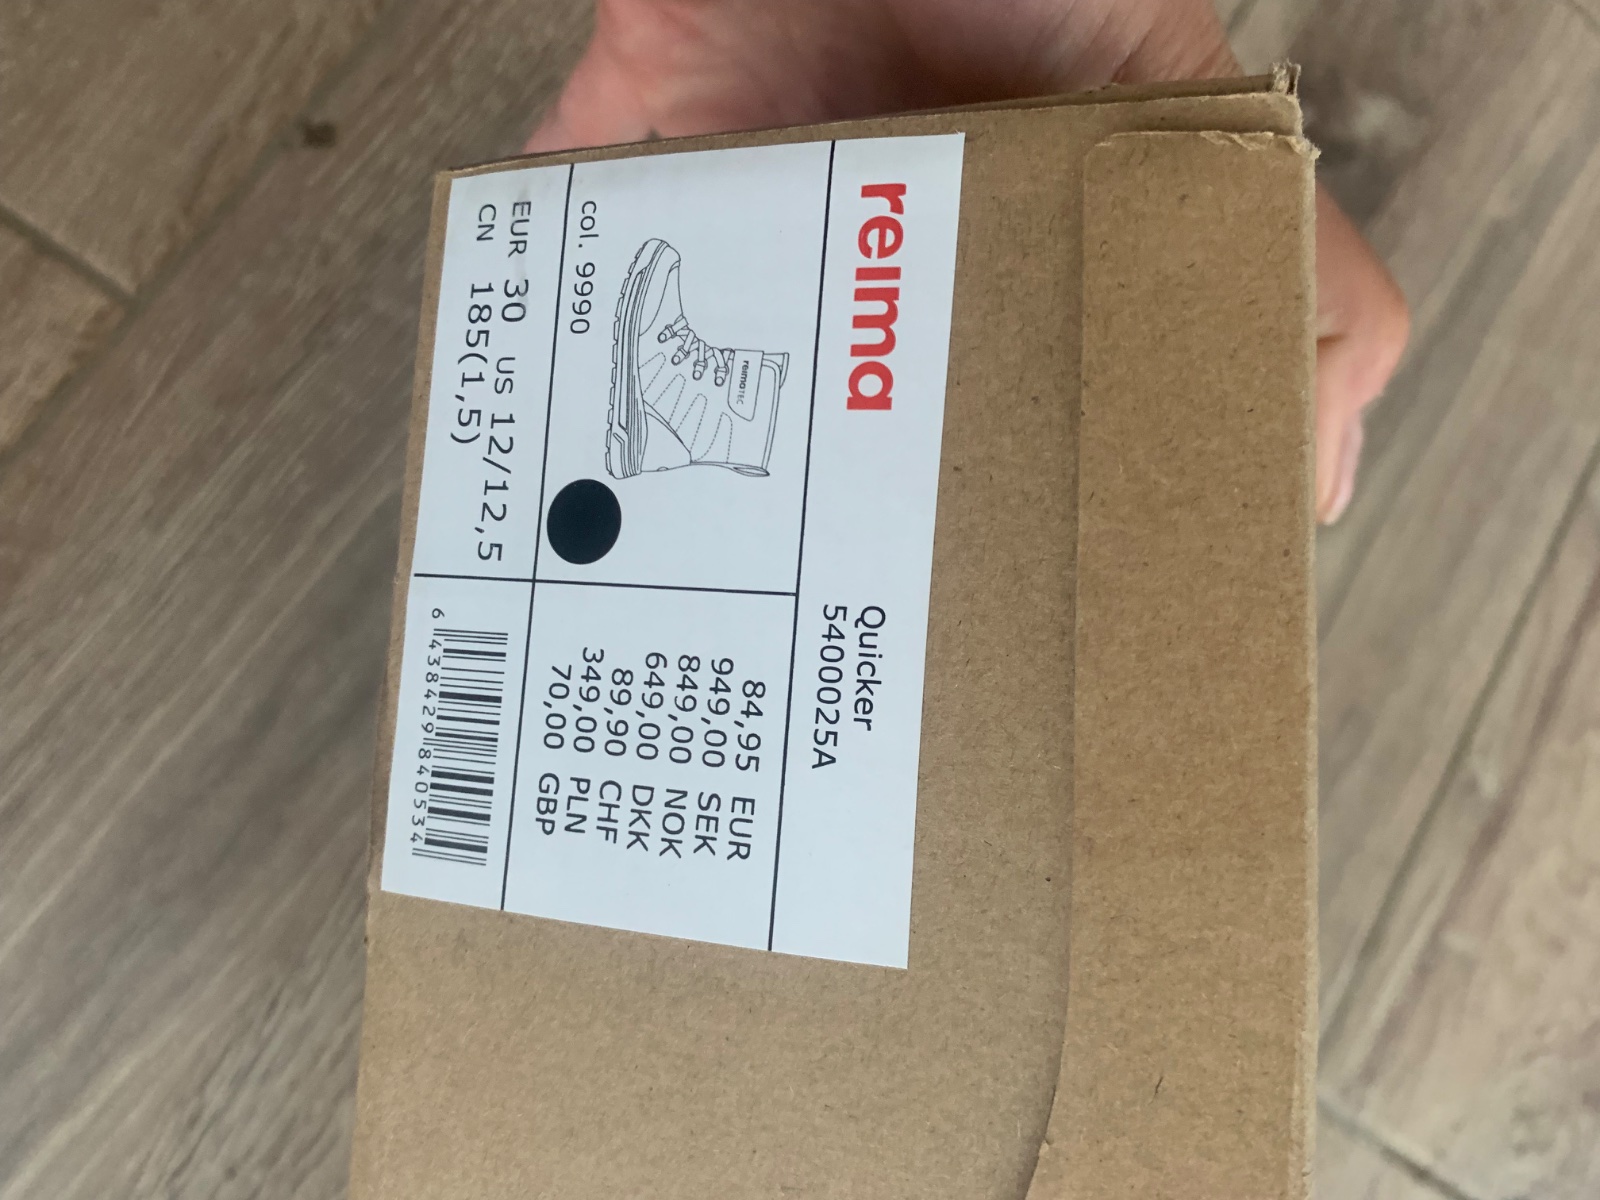 reima
Quicker
5400025A
reimaTEC
col. 9990
84,95 EUR
949,00 SEK
849,00 NOK
649,00 DKK
89,90 CHF
349,00 PLN
70,00 GBP
EUR 30 US 12/12,5
CN 185(1,5)
6 438429 840534